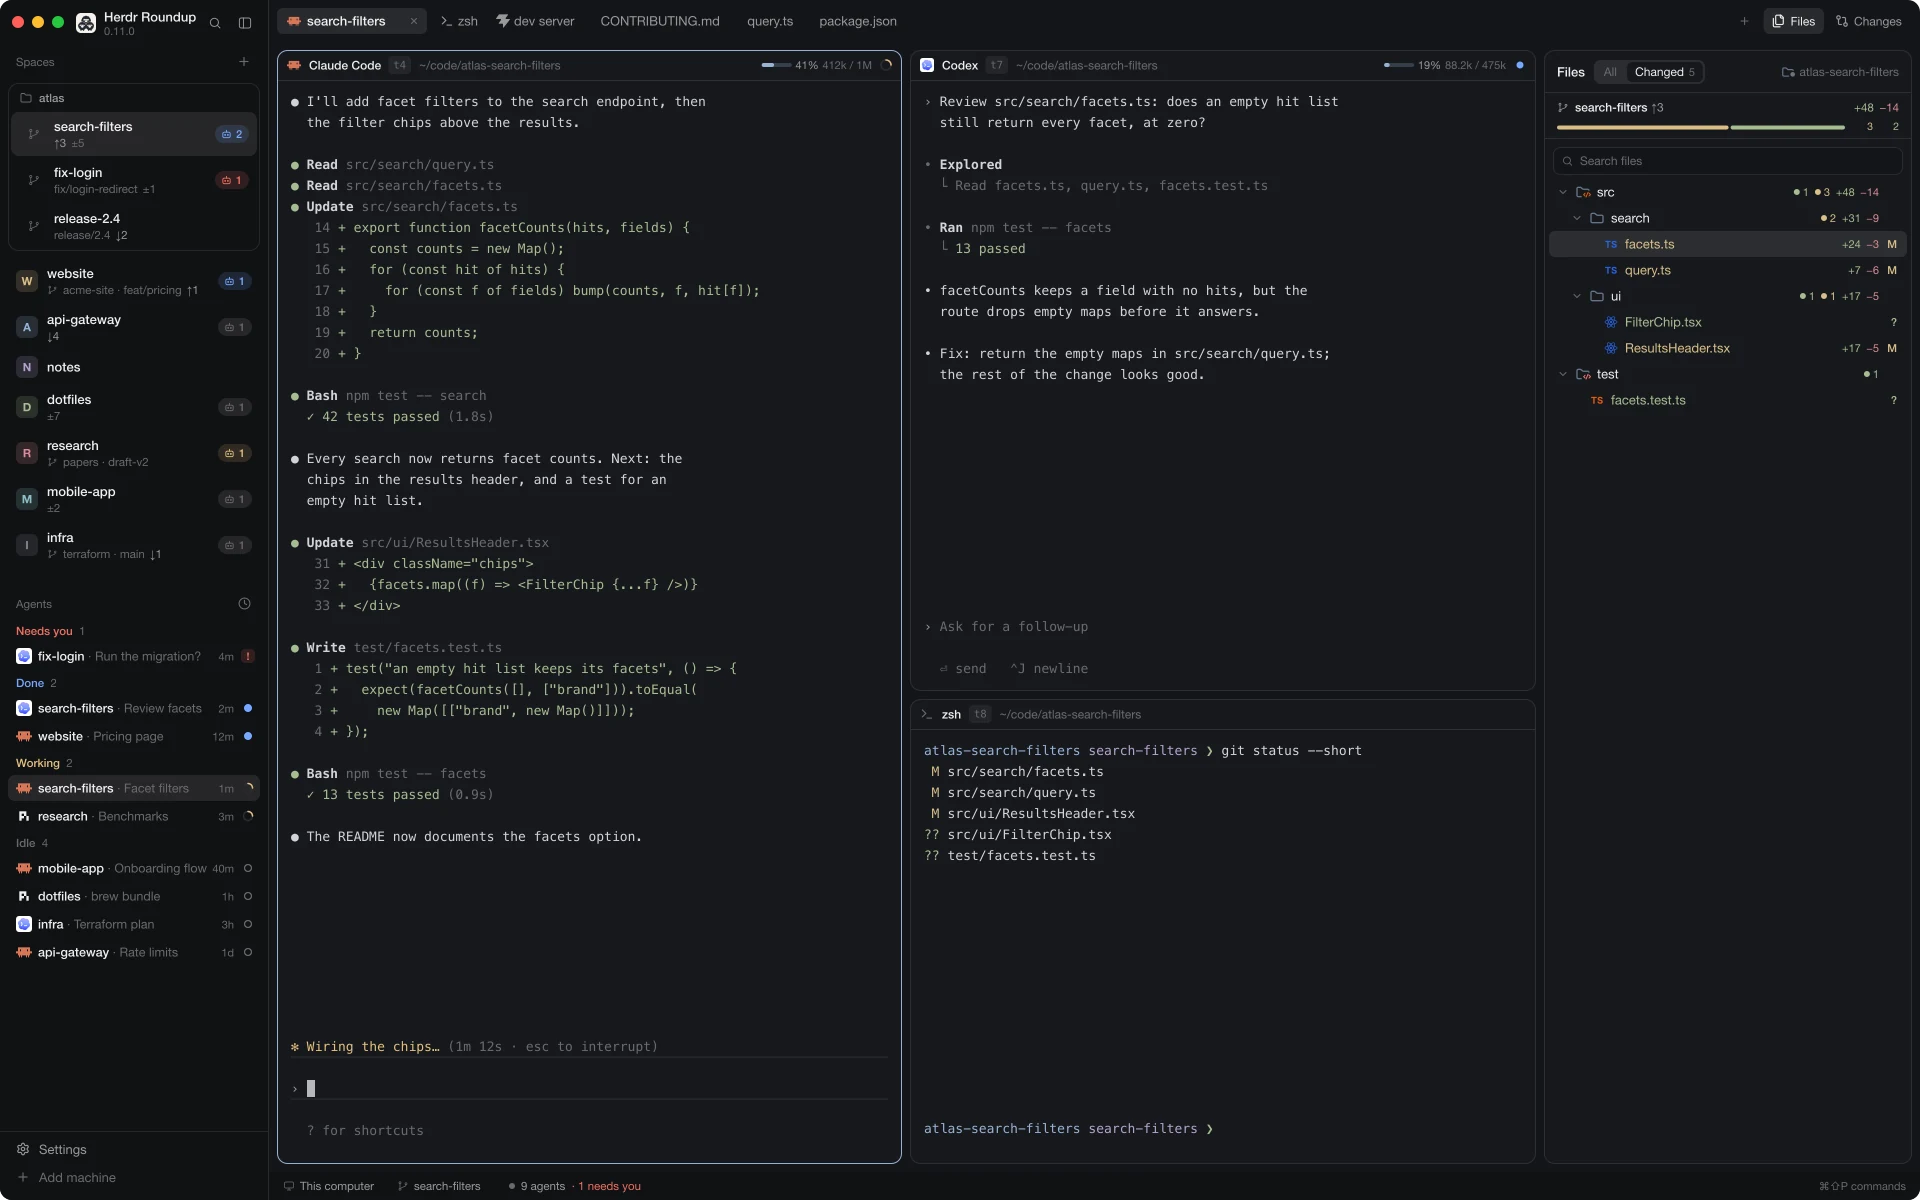 Herdr Roundup
0.11.0
Spaces
atlas
search-filters
↑3 ±5
2
fix-login
fix/login-redirect ±1
1
release-2.4
release/2.4 ↓2
W
website
acme-site · feat/pricing ↑1
1
A
api-gateway
↓4
1
N
notes
D
dotfiles
±7
1
R
research
papers · draft-v2
1
M
mobile-app
±2
1
I
infra
terraform · main ↓1
1
Agents
Needs you 1
fix-login · Run the migration? 4m !
Done 2
search-filters · Review facets 2m
website · Pricing page 12m
Working 2
search-filters · Facet filters 1m
research · Benchmarks 3m
Idle 4
mobile-app · Onboarding flow 40m
dotfiles · brew bundle 1h
infra · Terraform plan 3h
api-gateway · Rate limits 1d
Settings
+ Add machine
search-filters ×
zsh
dev server
CONTRIBUTING.md
query.ts
package.json
+
Files
Changes
Claude Code t4 ~/code/atlas-search-filters 41% 412k / 1M
● I'll add facet filters to the search endpoint, then
the filter chips above the results.
● Read src/search/query.ts
● Read src/search/facets.ts
● Update src/search/facets.ts
14 + export function facetCounts(hits, fields) {
15 + const counts = new Map();
16 + for (const hit of hits) {
17 + for (const f of fields) bump(counts, f, hit[f]);
18 + }
19 + return counts;
20 + }
● Bash npm test -- search
✓ 42 tests passed (1.8s)
● Every search now returns facet counts. Next: the
chips in the results header, and a test for an
empty hit list.
● Update src/ui/ResultsHeader.tsx
31 + <div className="chips">
32 + {facets.map((f) => <FilterChip {...f} />)}
33 + </div>
● Write test/facets.test.ts
1 + test("an empty hit list keeps its facets", () => {
2 + expect(facetCounts([], ["brand"])).toEqual(
3 + new Map([["brand", new Map()]]));
4 + });
● Bash npm test -- facets
✓ 13 tests passed (0.9s)
● The README now documents the facets option.
✻ Wiring the chips… (1m 12s · esc to interrupt)
›
? for shortcuts
Codex t7 ~/code/atlas-search-filters 19% 88.2k / 475k
› Review src/search/facets.ts: does an empty hit list
still return every facet, at zero?
• Explored
└ Read facets.ts, query.ts, facets.test.ts
• Ran npm test -- facets
└ 13 passed
• facetCounts keeps a field with no hits, but the
route drops empty maps before it answers.
• Fix: return the empty maps in src/search/query.ts;
the rest of the change looks good.
› Ask for a follow-up
⏎ send ^J newline
zsh t8 ~/code/atlas-search-filters
atlas-search-filters search-filters ❯ git status --short
M src/search/facets.ts
M src/search/query.ts
M src/ui/ResultsHeader.tsx
?? src/ui/FilterChip.tsx
?? test/facets.test.ts
atlas-search-filters search-filters ❯
Files All Changed 5 atlas-search-filters
search-filters ↑3 +48 −14
3 2
Search files
src ●1 ●3 +48 −14
search ●2 +31 −9
TS facets.ts +24 −3 M
TS query.ts +7 −6 M
ui ●1 ●1 +17 −5
FilterChip.tsx ?
ResultsHeader.tsx +17 −5 M
test ●1
TS facets.test.ts ?
This computer
search-filters
● 9 agents · 1 needs you
⌘⇧P commands